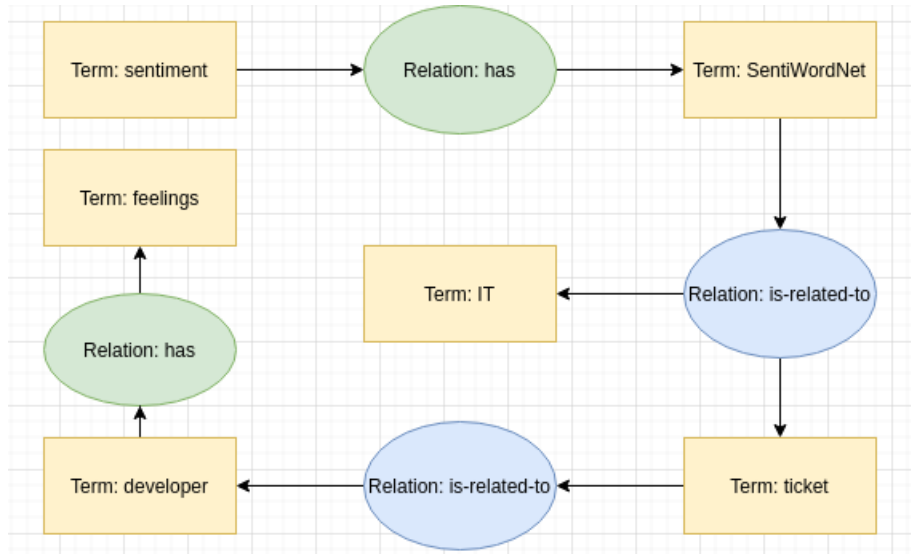 Term: sentiment
Relation: has
Term: SentiWordNet
Term: feelings
Term: IT
Relation: is-related-to
Relation: has
Term: developer
Relation: is-related-to
Term: ticket